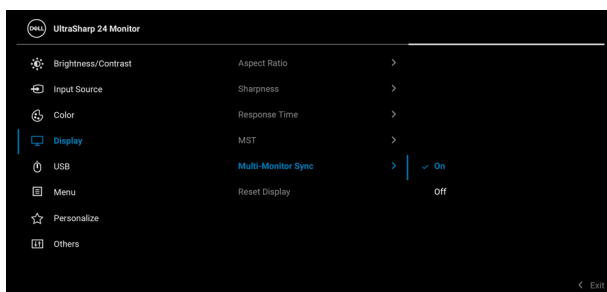 DELL
UltraSharp 24 Monitor
Brightness/Contrast
Input Source
Color
Display
USB
Menu
Personalize
Others
Aspect Ratio
Sharpness
Response Time
MST
Multi-Monitor Sync
Reset Display
On
Off
Exit